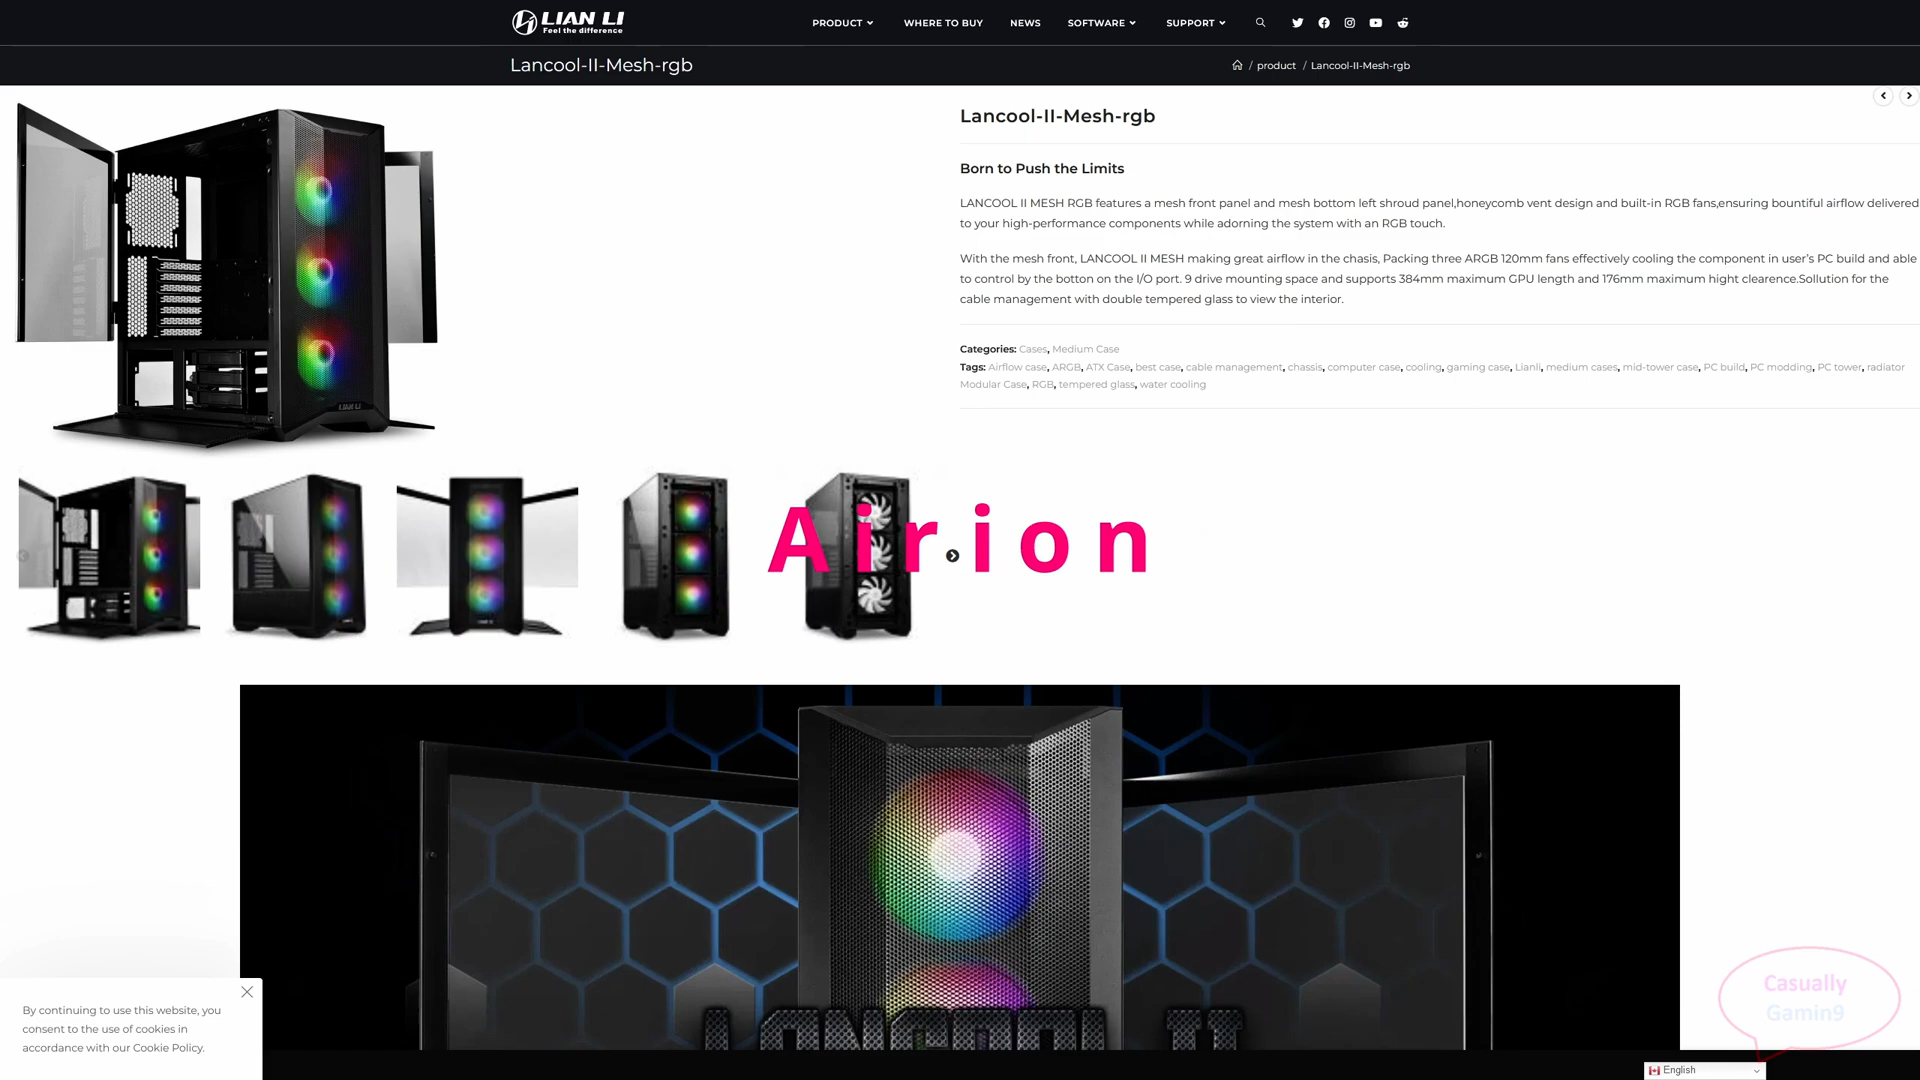 LIAN LI
Feel the difference
PRODUCT WHERE TO BUY NEWS SOFTWARE SUPPORT
Lancool-II-Mesh-rgb
/ product / Lancool-II-Mesh-rgb
Lancool-II-Mesh-rgb
Born to Push the Limits
LANCOOL II MESH RGB features a mesh front panel and mesh bottom left shroud panel,honeycomb vent design and built-in RGB fans,ensuring bountiful airflow delivered
to your high-performance components while adorning the system with an RGB touch.
With the mesh front, LANCOOL II MESH making great airflow in the chasis, Packing three ARGB 120mm fans effectively cooling the component in user's PC build and able
to control by the botton on the I/O port. 9 drive mounting space and supports 384mm maximum GPU length and 176mm maximum hight clearence.Sollution for the
cable management with double tempered glass to view the interior.
Categories: Cases, Medium Case
Tags: Airflow case, ARGB, ATX Case, best case, cable management, chassis, computer case, cooling, gaming case, Lianli, medium cases, mid-tower case, PC build, PC modding, PC tower, radiator
Modular Case, RGB, tempered glass, water cooling
LIAN LI
Airion
LANCOOL II
By continuing to use this website, you
consent to the use of cookies in
accordance with our Cookie Policy.
Casually
Gamin9
English